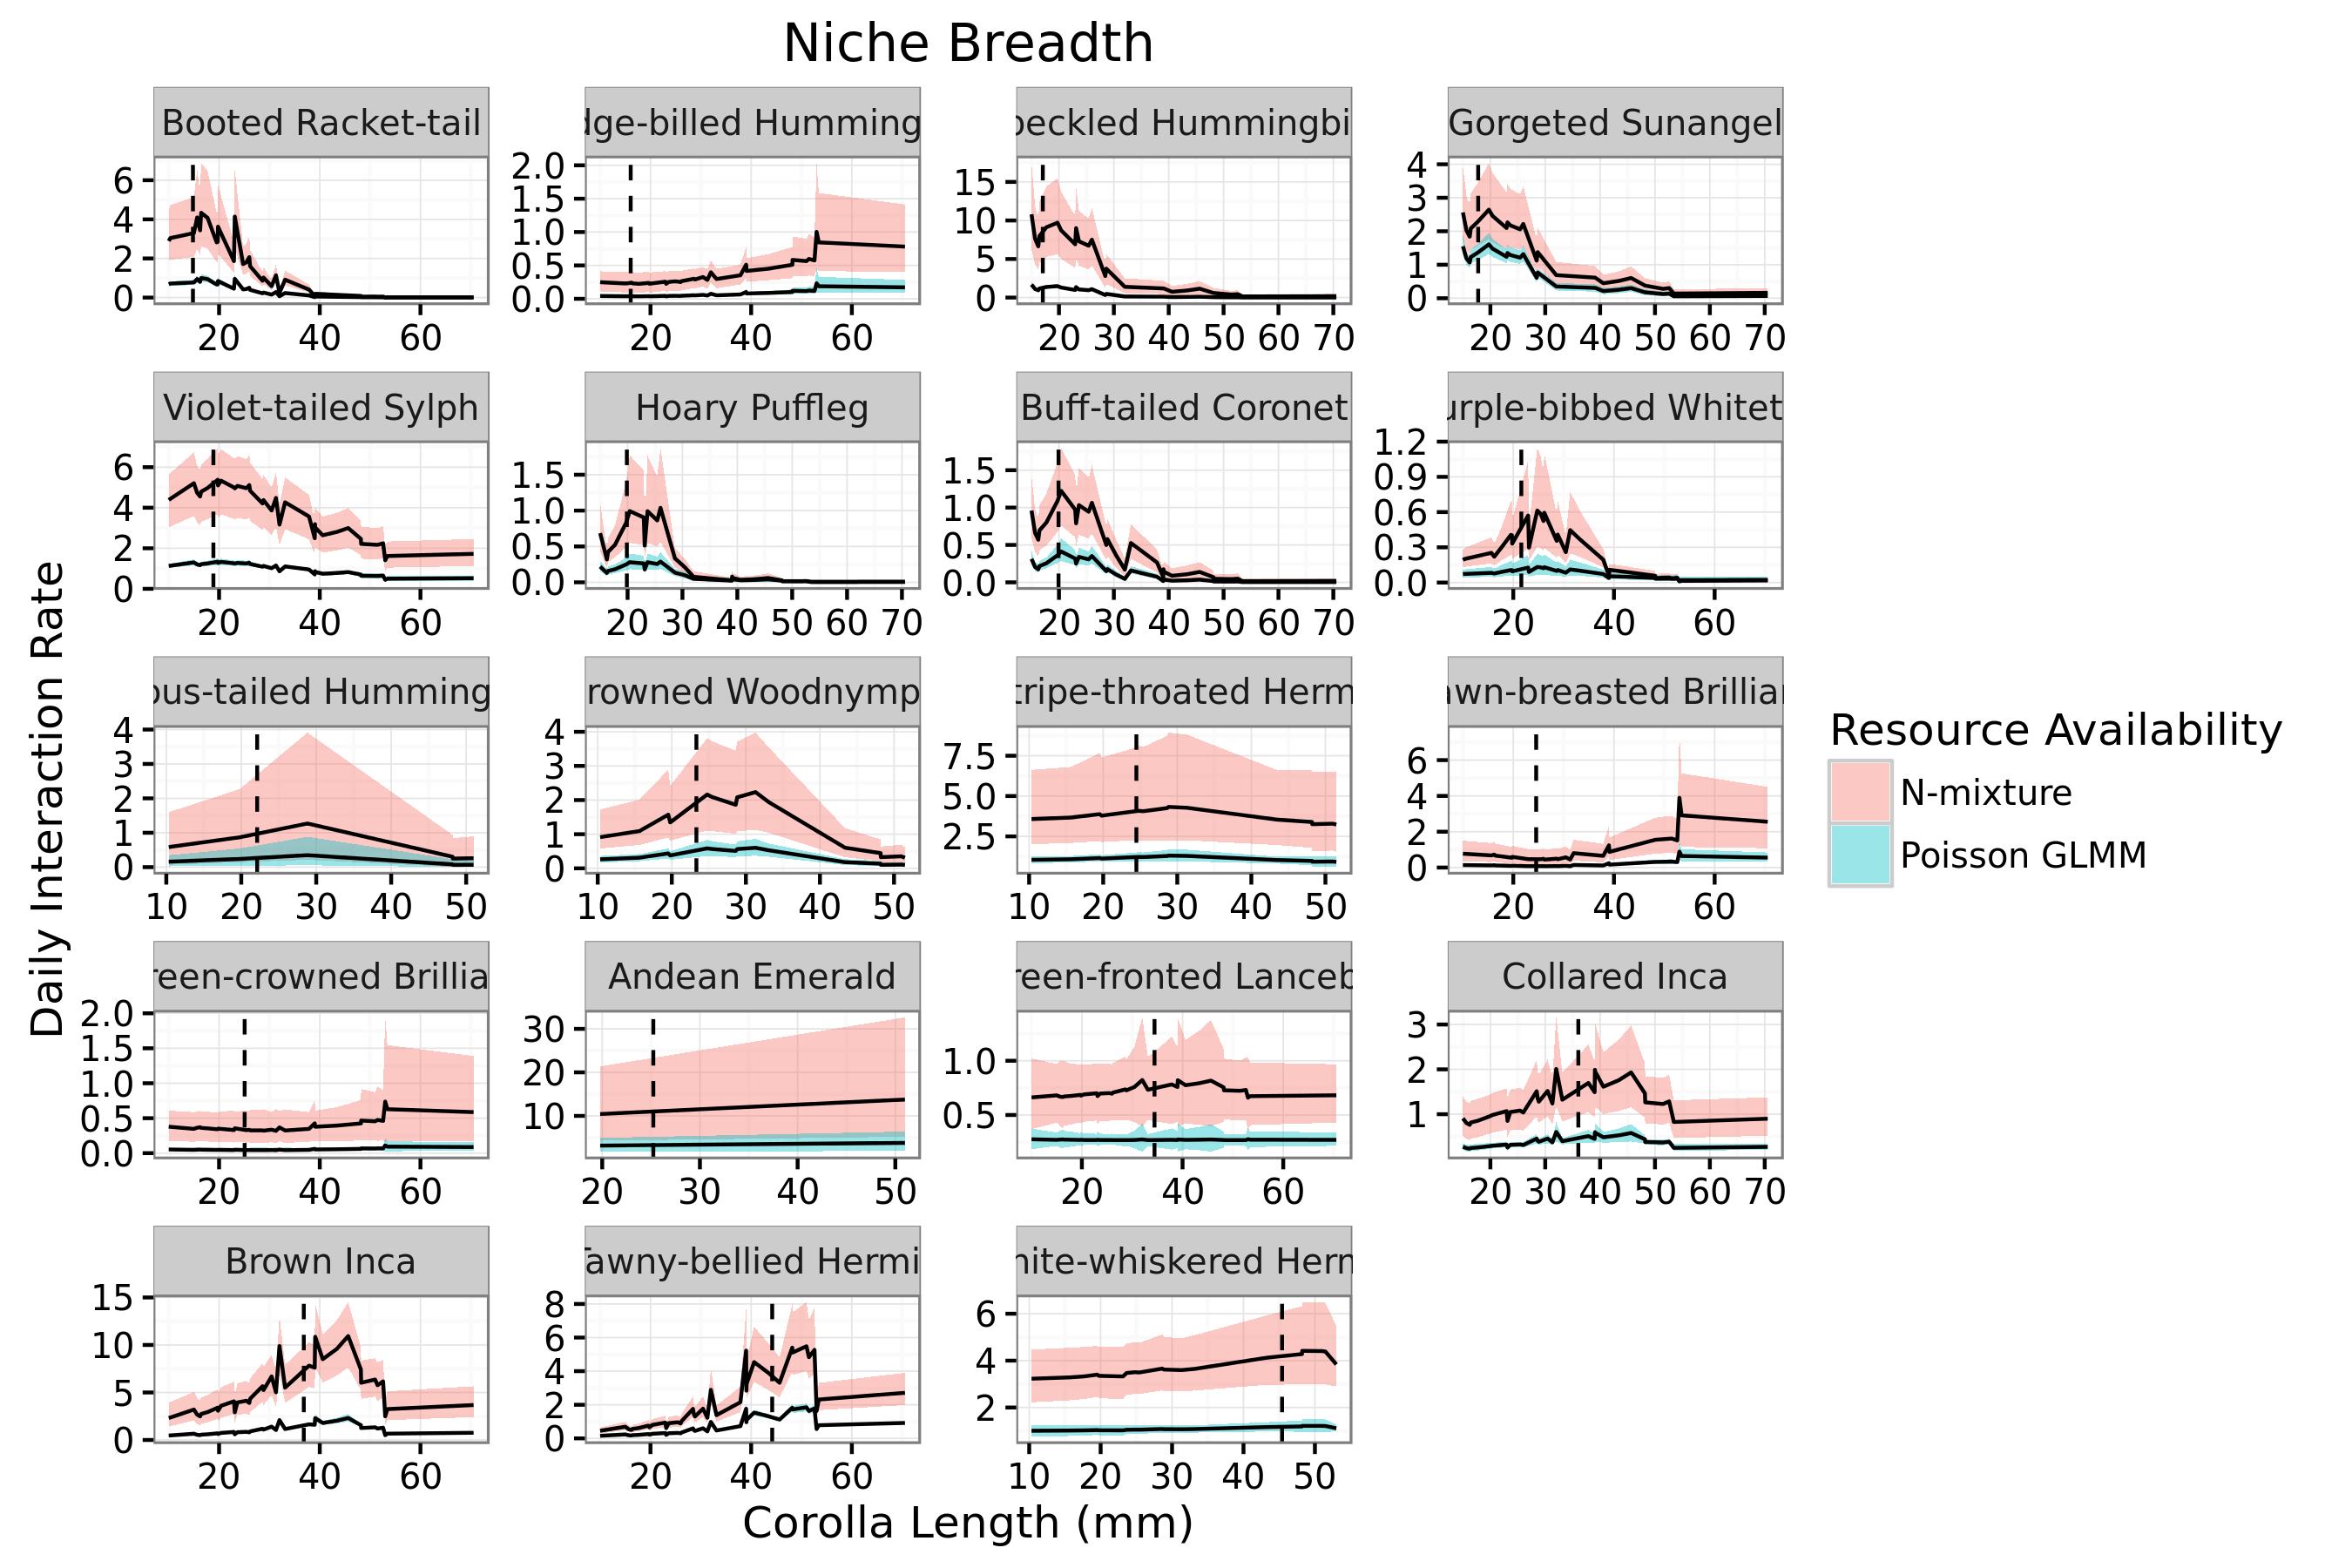 Niche Breadth
Booted Racket-tail
dge-billed Humming
peckled Hummingbi
Gorgeted Sunangel
6
4
2
0
20 40 60
2.0
1.5
1.0
0.5
0.0
20 40 60
15
10
5
0
20 30 40 50 60 70
4
3
2
1
0
20 30 40 50 60 70
Violet-tailed Sylph
Hoary Puffleg
Buff-tailed Coronet
urple-bibbed Whitet
6
4
2
0
20 40 60
1.5
1.0
0.5
0.0
20 30 40 50 60 70
1.5
1.0
0.5
0.0
20 30 40 50 60 70
1.2
0.9
0.6
0.3
0.0
20 40 60
ous-tailed Humming
rowned Woodnymp
tripe-throated Herm
awn-breasted Brillian
4
3
2
1
0
10 20 30 40 50
4
3
2
1
0
10 20 30 40 50
7.5
5.0
2.5
10 20 30 40 50
6
4
2
0
20 40 60
reen-crowned Brillia
Andean Emerald
reen-fronted Lanceb
Collared Inca
2.0
1.5
1.0
0.5
0.0
20 40 60
30
20
10
20 30 40 50
1.0
0.5
20 40 60
3
2
1
20 30 40 50 60 70
Brown Inca
Tawny-bellied Hermi
hite-whiskered Herm
15
10
5
0
20 40 60
8
6
4
2
0
20 40 60
6
4
2
10 20 30 40 50
Daily Interaction Rate
Corolla Length (mm)
Resource Availability
N-mixture
Poisson GLMM